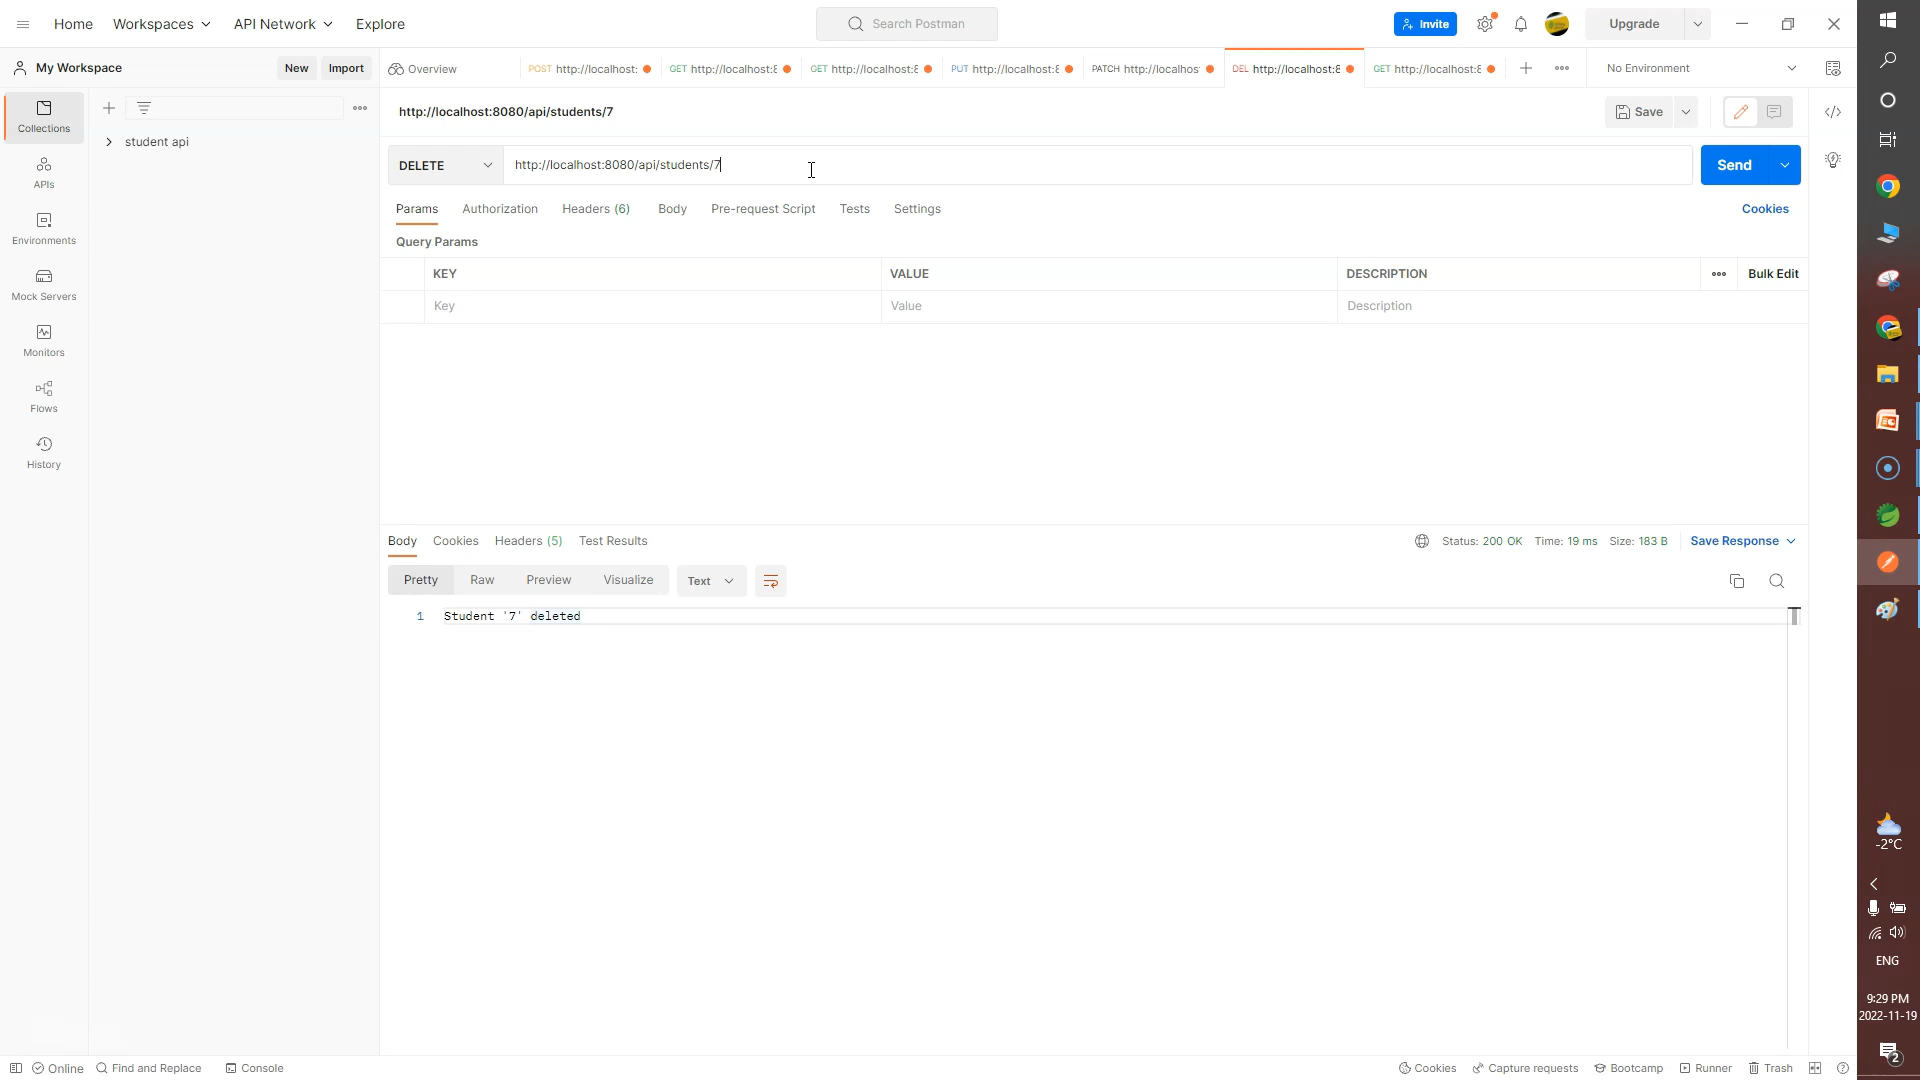 Home Workspaces API Network Explore Search Postman Invite Upgrade
My Workspace New Import Overview POST http://localhost: GET http://localhost:8 GET http://localhost:8 PUT http://localhost:8 PATCH http://localhos DEL http://localhost:8 GET http://localhost:8 No Environment
Collections
APIs
Environments
Mock Servers
Monitors
Flows
History
student api
http://localhost:8080/api/students/7 Save
DELETE http://localhost:8080/api/students/7 Send
Params Authorization Headers (6) Body Pre-request Script Tests Settings Cookies
Query Params
KEY VALUE DESCRIPTION Bulk Edit
Key Value Description
Body Cookies Headers (5) Test Results Status: 200 OK Time: 19 ms Size: 183 B Save Response
Pretty Raw Preview Visualize Text
1 Student '7' deleted
Online Find and Replace Console Cookies Capture requests Bootcamp Runner Trash
-2°C
ENG
9:29 PM
2022-11-19
2